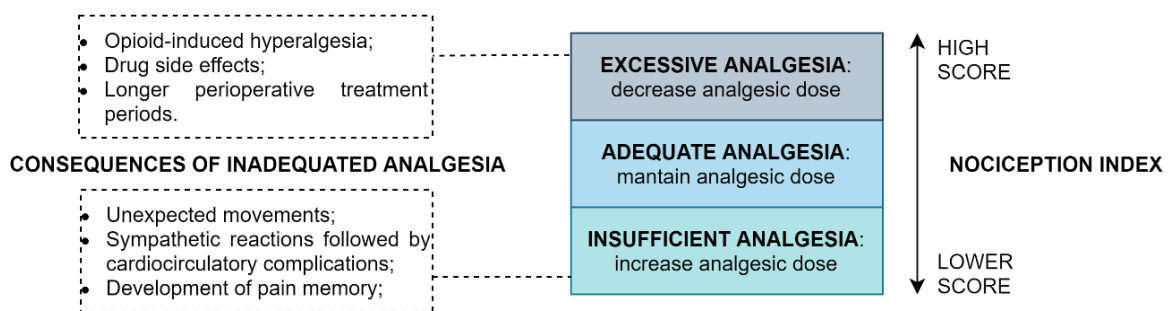 • Opioid-induced hyperalgesia;
• Drug side effects;
• Longer perioperative treatment
periods.
CONSEQUENCES OF INADEQUATED ANALGESIA
• Unexpected movements;
• Sympathetic reactions followed by
cardiocirculatory complications;
• Development of pain memory;
EXCESSIVE ANALGESIA:
decrease analgesic dose
ADEQUATE ANALGESIA:
mantain analgesic dose
INSUFFICIENT ANALGESIA:
increase analgesic dose
HIGH
SCORE
NOCICEPTION INDEX
LOWER
SCORE